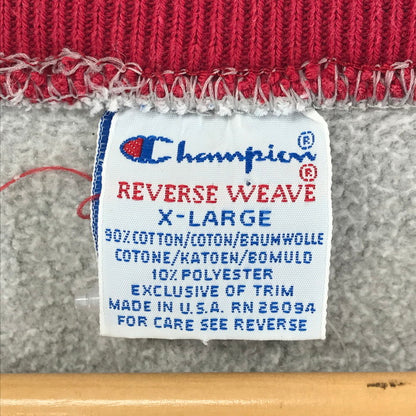 Champion®
REVERSE WEAVE®
X-LARGE
90% COTTON/COTON/BAUMWOLLE
COTONE/KATOEN/BOMULD
10% POLYESTER
EXCLUSIVE OF TRIM
MADE IN U.S.A. RN 26094
FOR CARE SEE REVERSE